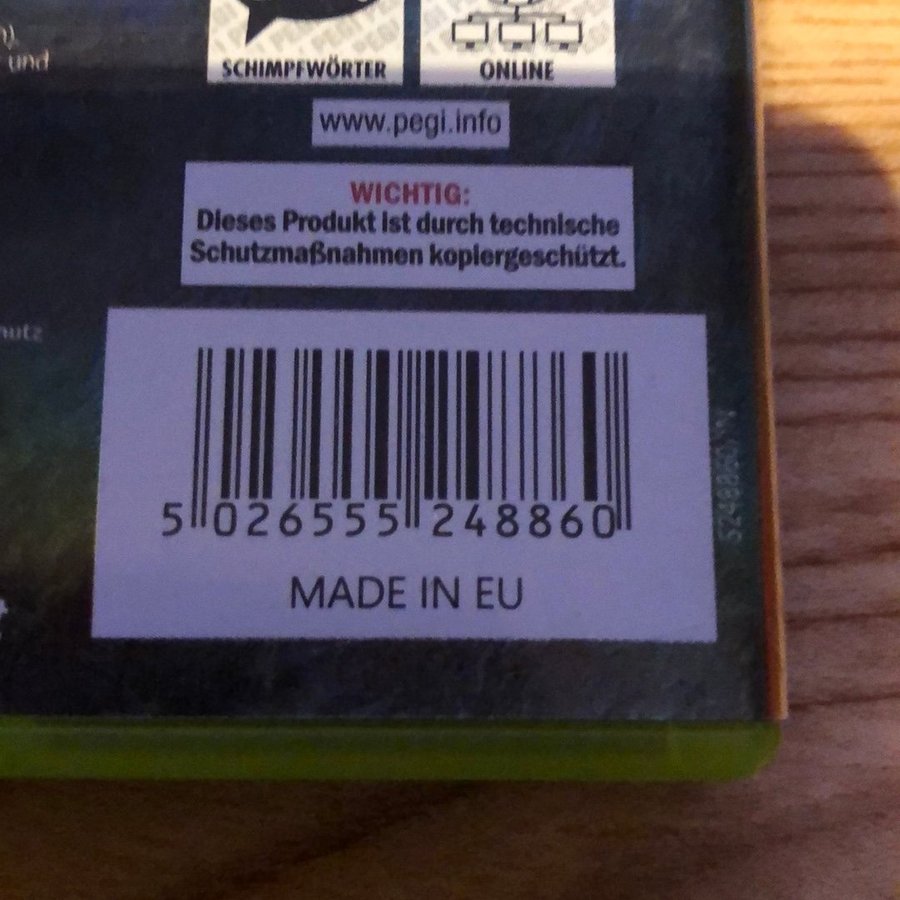 und
SCHIMPFWÖRTER
ONLINE
www.pegi.info
WICHTIG:
Dieses Produkt ist durch technische
Schutzmaßnahmen kopiergeschützt.
5 026555 248860
MADE IN EU